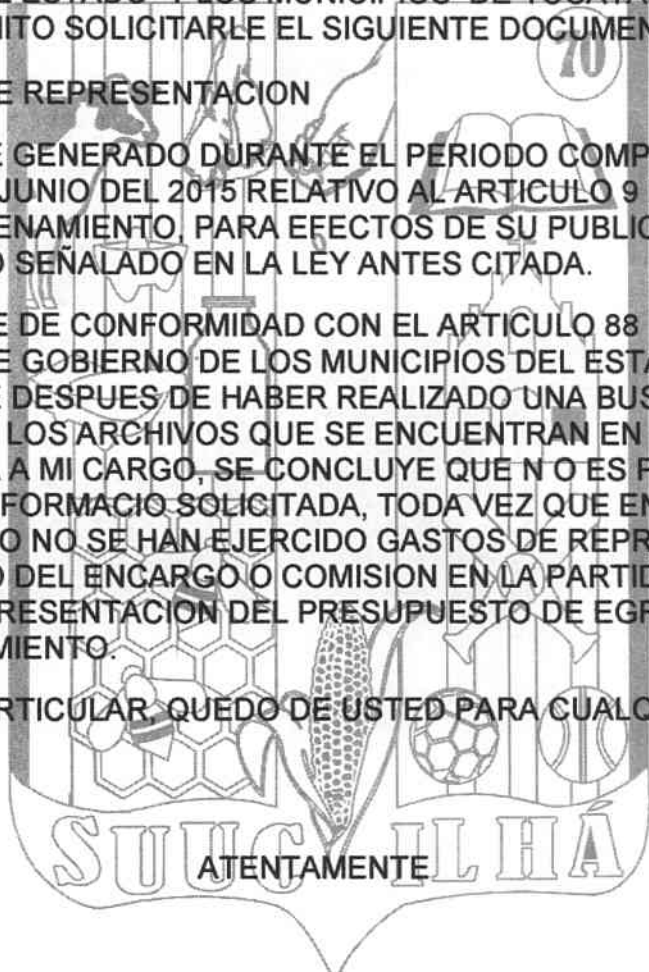 ITO SOLICITARLE EL SIGUIENTE DOCUMEN
70
E REPRESENTACION
E GENERADO DURANTE EL PERIODO COMP
JUNIO DEL 2015 RELATIVO AL ARTICULO 9
ENAMIENTO, PARA EFECTOS DE SU PUBLIC
O SEÑALADO EN LA LEY ANTES CITADA.
E DE CONFORMIDAD CON EL ARTICULO 88
E GOBIERNO DE LOS MUNICIPIOS DEL ESTA
E DESPUES DE HABER REALIZADO UNA BUS
LOS ARCHIVOS QUE SE ENCUENTRAN EN
A MI CARGO, SE CONCLUYE QUE N O ES P
FORMACIO SOLICITADA, TODA VEZ QUE EN
O NO SE HAN EJERCIDO GASTOS DE REPR
O DEL ENCARGO O COMISION EN LA PARTID
RESENTACION DEL PRESUPUESTO DE EGR
MIENTO.
RTICULAR, QUEDO DE USTED PARA CUALQ
SUUC ILHÁ
ATENTAMENTE